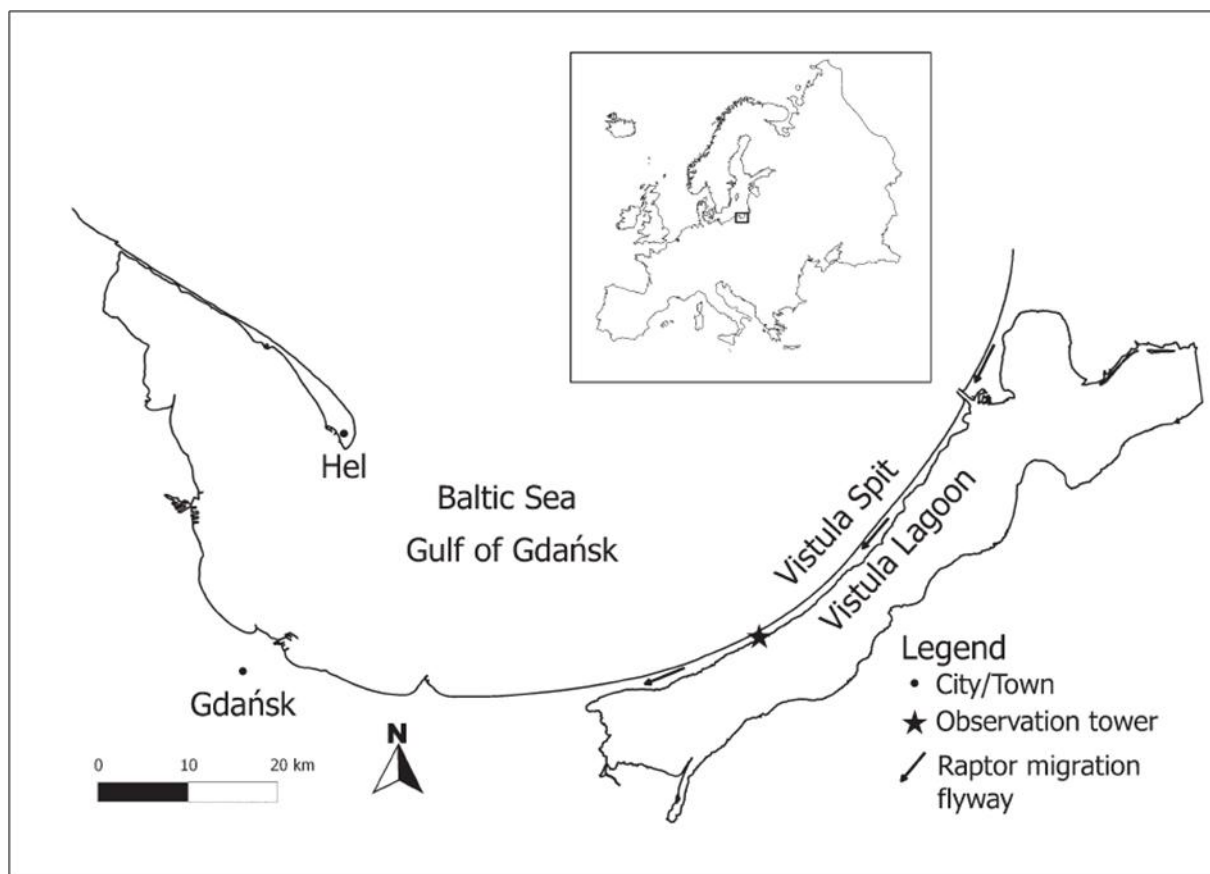 Hel
Baltic Sea
Gulf of Gdańsk
Vistula Spit
Vistula Lagoon
Gdańsk
N
0 10 20 km
Legend
City/Town
Observation tower
Raptor migration
flyway